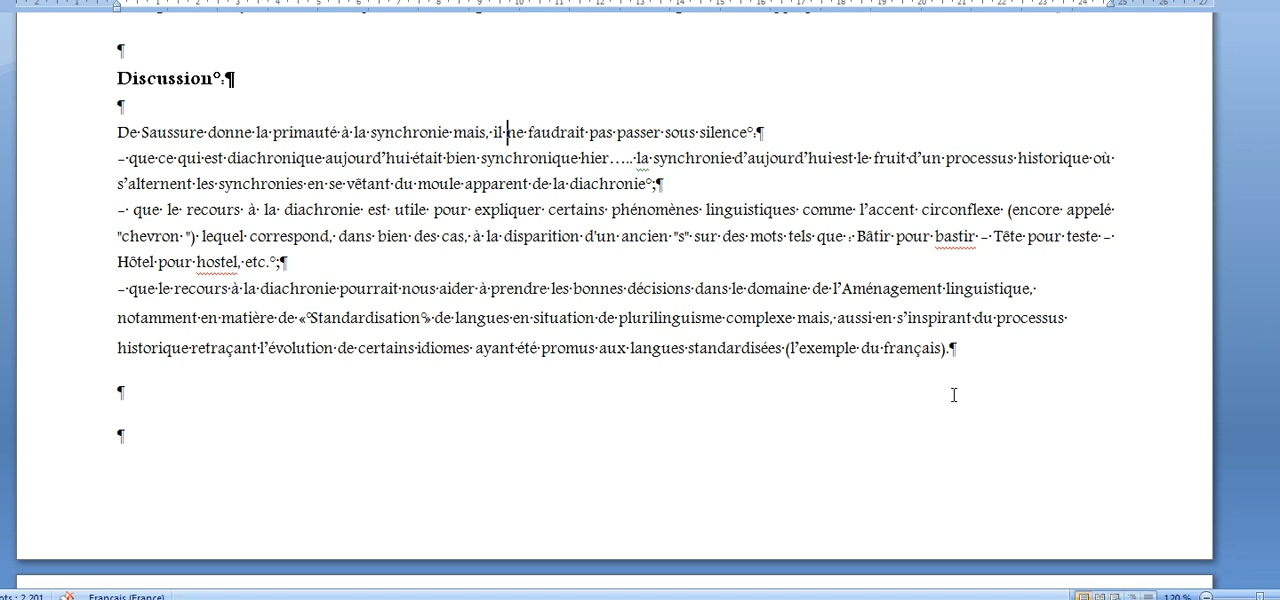 Discussion :
De Saussure donne la primauté à la synchronie mais, il ne faudrait pas passer sous silence :
– que ce qui est diachronique aujourd’hui était bien synchronique hier….. la synchronie d’aujourd’hui est le fruit d’un processus historique où
s’alternent les synchronies en se vêtant du moule apparent de la diachronie ;
– que le recours à la diachronie est utile pour expliquer certains phénomènes linguistiques comme l’accent circonflexe (encore appelé
"chevron ") lequel correspond, dans bien des cas, à la disparition d'un ancien "s" sur des mots tels que : Bâtir pour bastir – Tête pour teste –
Hôtel pour hostel, etc. ;
– que le recours à la diachronie pourrait nous aider à prendre les bonnes décisions dans le domaine de l’Aménagement linguistique,
notamment en matière de « Standardisation » de langues en situation de plurilinguisme complexe mais, aussi en s’inspirant du processus
historique retraçant l’évolution de certains idiomes ayant été promus aux langues standardisées (l’exemple du français).
ots : 2 201 Français (France) 120 %